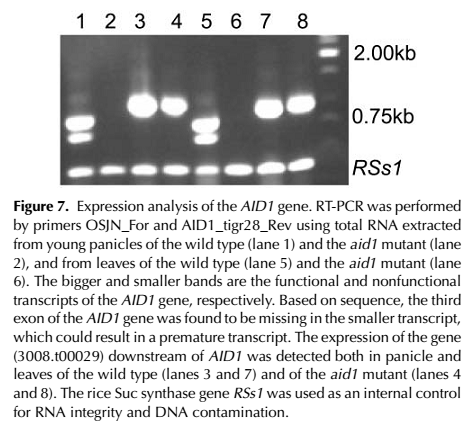 1 2 3 4 5 6 7 8
2.00kb
0.75kb
RSs1
Figure 7. Expression analysis of the AID1 gene. RT-PCR was performed
by primers OSJN_For and AID1_tigr28_Rev using total RNA extracted
from young panicles of the wild type (lane 1) and the aid1 mutant (lane
2), and from leaves of the wild type (lane 5) and the aid1 mutant (lane
6). The bigger and smaller bands are the functional and nonfunctional
transcripts of the AID1 gene, respectively. Based on sequence, the third
exon of the AID1 gene was found to be missing in the smaller transcript,
which could result in a premature transcript. The expression of the gene
(3008.t00029) downstream of AID1 was detected both in panicle and
leaves of the wild type (lanes 3 and 7) and of the aid1 mutant (lanes 4
and 8). The rice Suc synthase gene RSs1 was used as an internal control
for RNA integrity and DNA contamination.